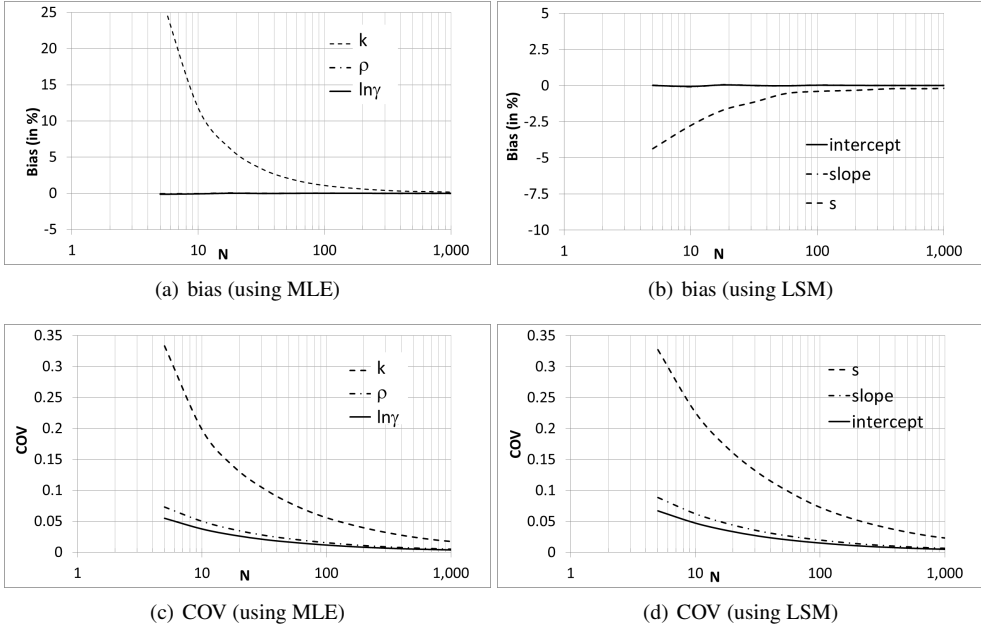 25
20
15
10
5
0
-5
Bias (in %)
k
ρ
lnγ
1
10
100
1,000
N
(a) bias (using MLE)
5
2.5
0
-2.5
-5
-7.5
-10
Bias (in %)
intercept
slope
s
1
10
100
1,000
N
(b) bias (using LSM)
0.35
0.3
0.25
0.2
0.15
0.1
0.05
0
COV
k
ρ
lnγ
1
10
100
1,000
N
(c) COV (using MLE)
0.35
0.3
0.25
0.2
0.15
0.1
0.05
0
COV
s
slope
intercept
1
10
100
1,000
N
(d) COV (using LSM)